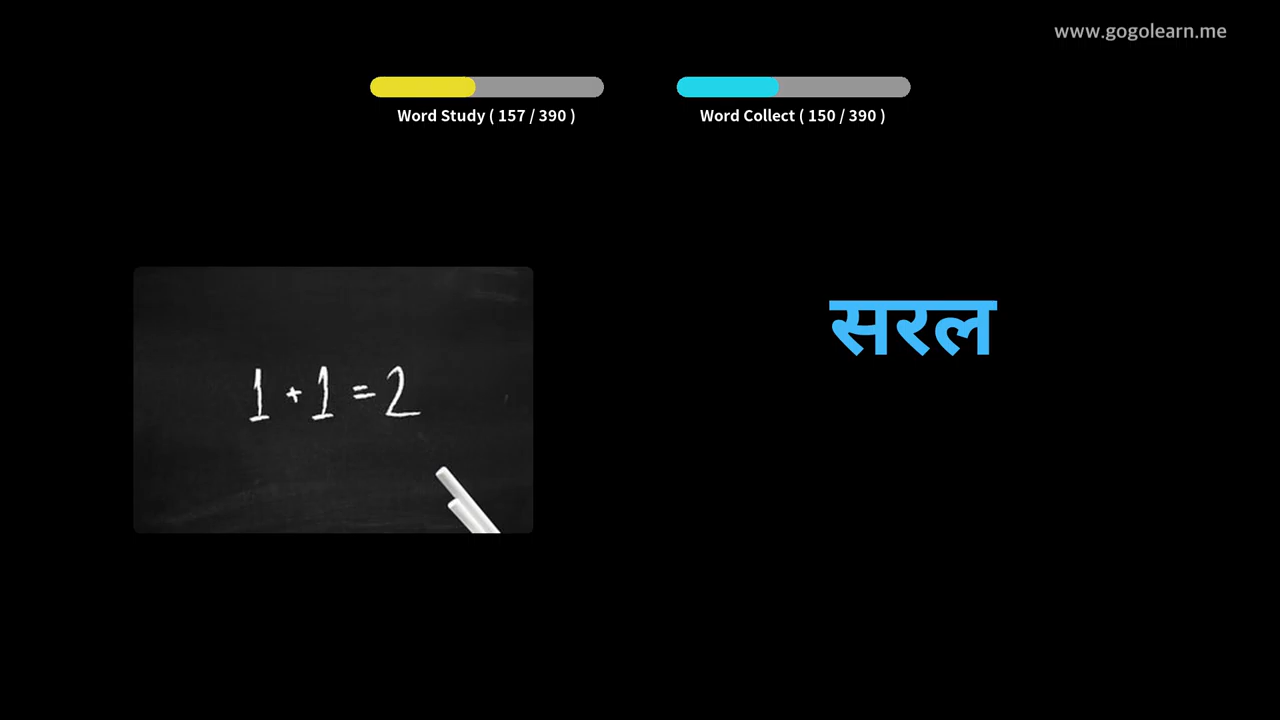 www.gogolearn.me
Word Study ( 157 / 390 )
Word Collect ( 150 / 390 )
सरल
1 + 1 = 2